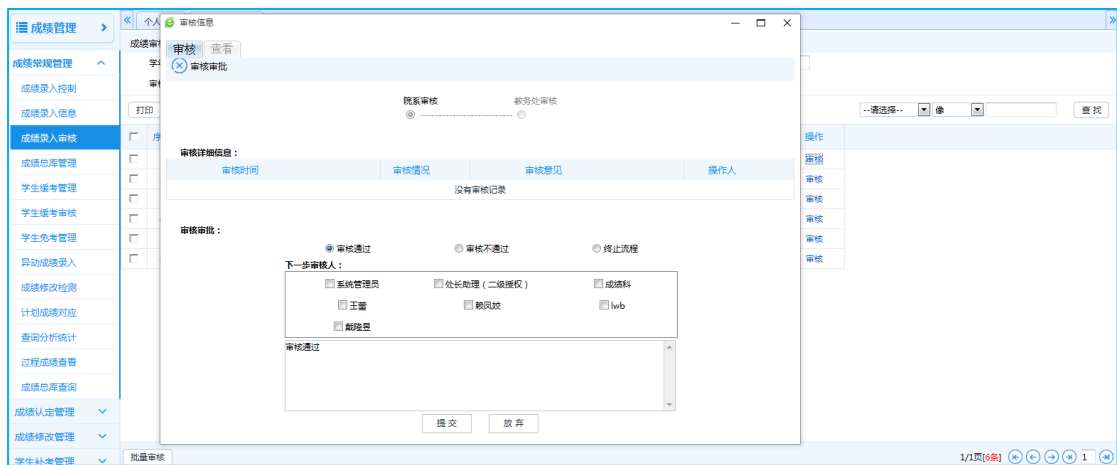 成绩管理
成绩常规管理
成绩录入控制
成绩录入信息
成绩录入审核
成绩总库管理
学生缓考管理
学生缓考审核
学生免考管理
异动成绩录入
成绩修改检测
计划成绩对应
查询分析统计
过程成绩查看
成绩总库查询
成绩认定管理
成绩修改管理
学生补考管理
个人
成绩审
打印
审核信息
审核 查看
审核审批
院系审核 教务处审核
审核详细信息：
审核时间 审核情况 审核意见 操作人
没有审核记录
审核审批：
审核通过 审核不通过 终止流程
下一步审核人：
系统管理员 处长助理（二级授权） 成绩科
王蕾 赖凤姣 lwb
戴隆昱
审核通过
提 交 放 弃
--请选择-- 像 查 找
操作
审核
审核
审核
审核
审核
审核
批量审核 1/1页[6条] 1